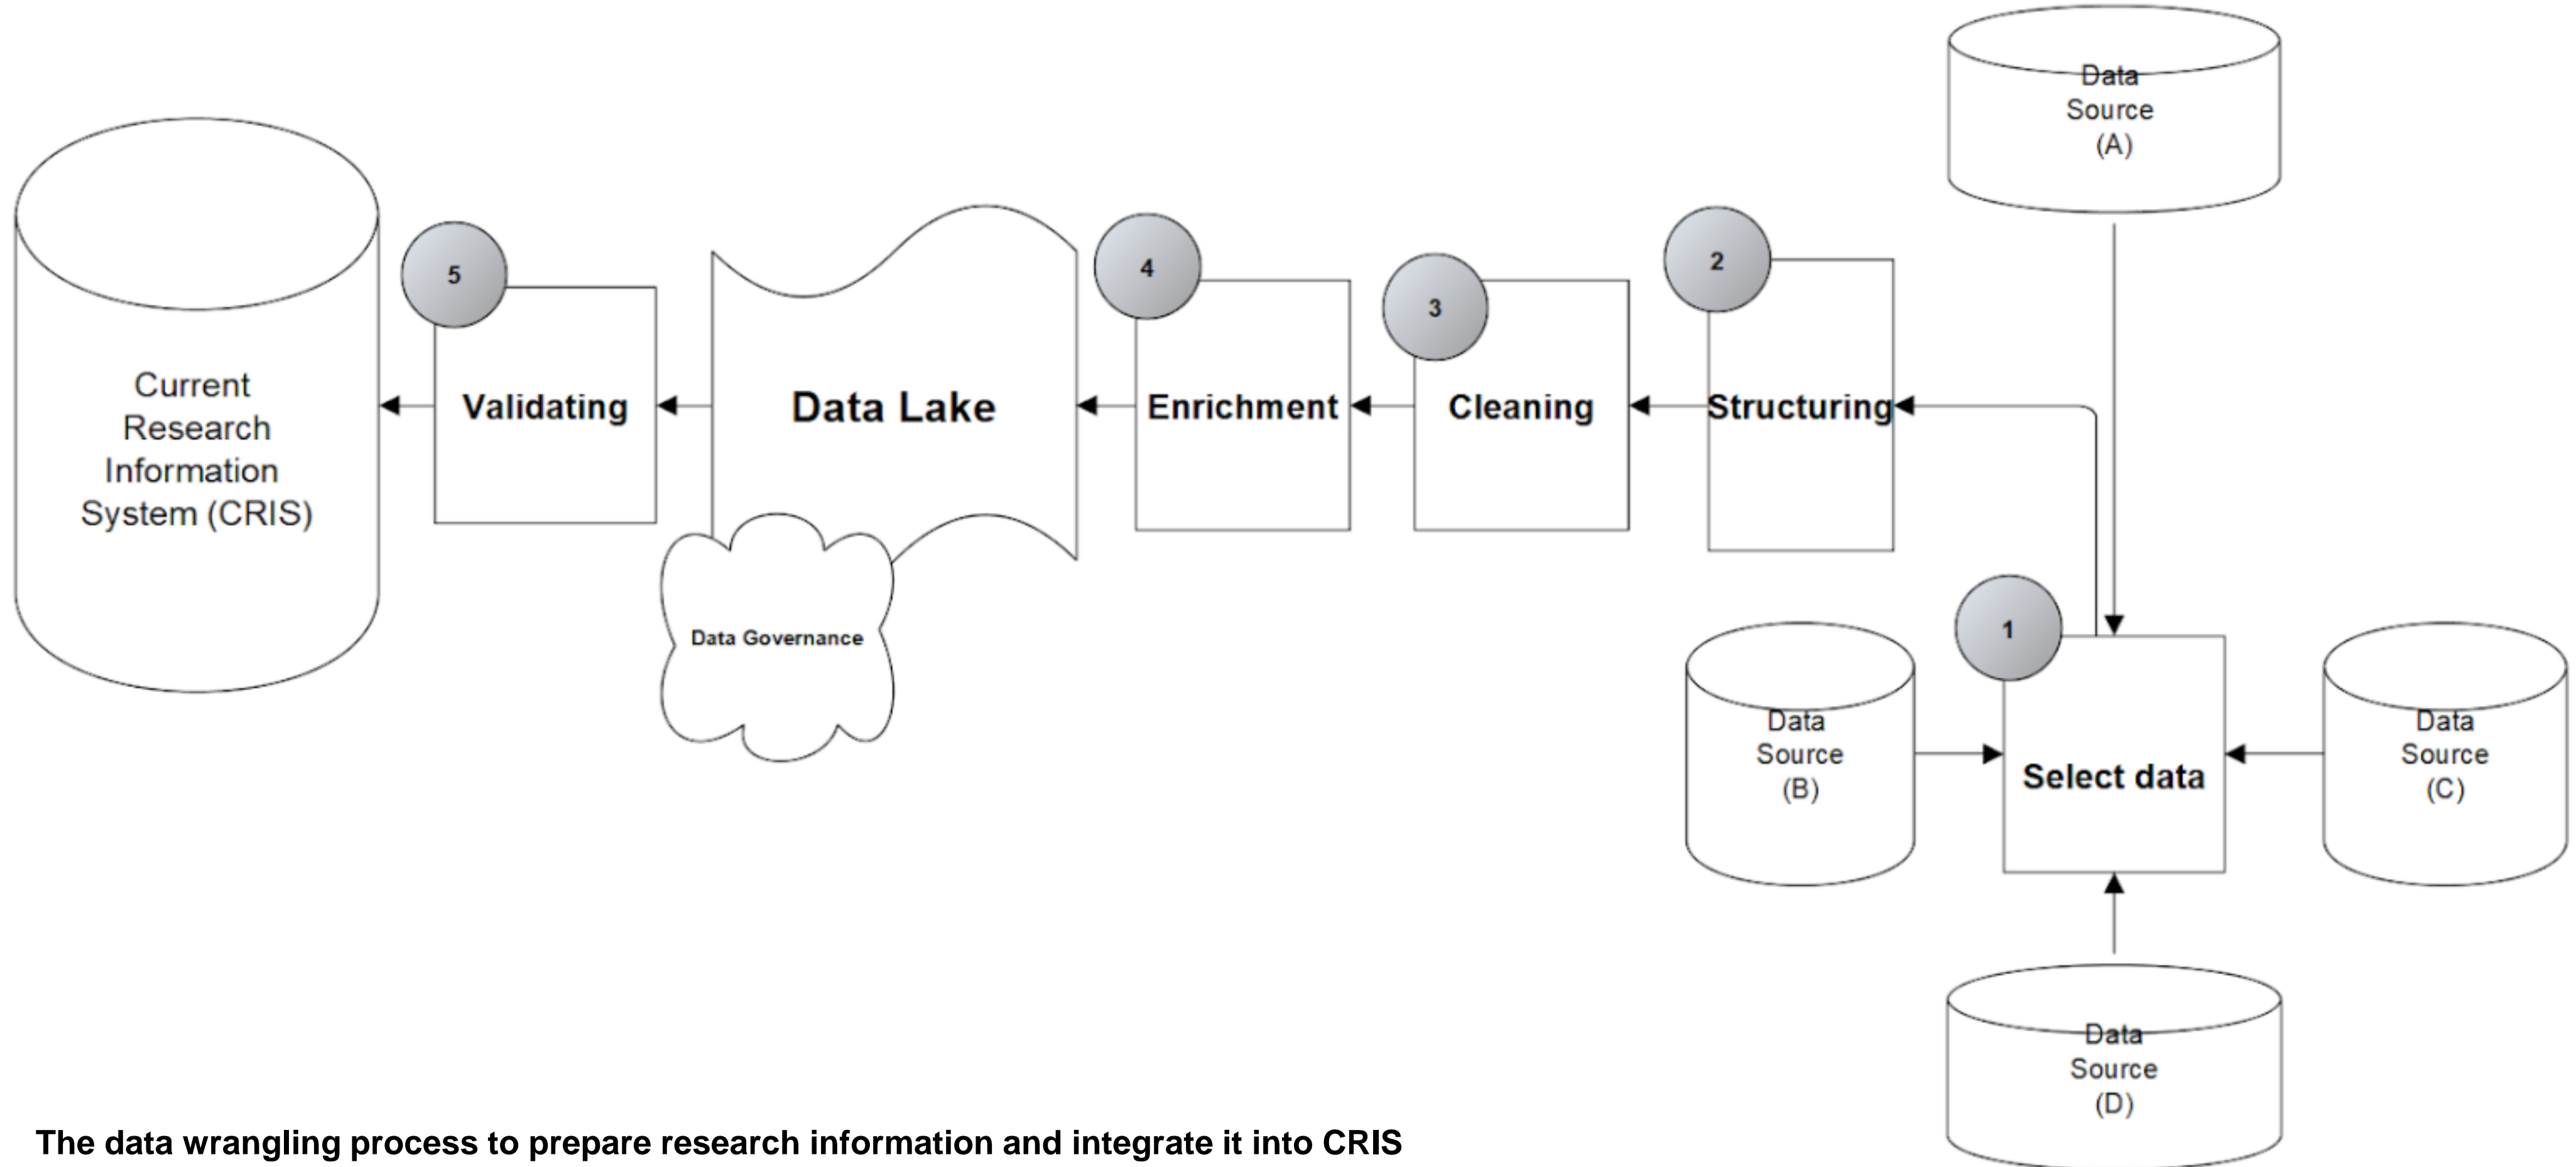 Data
Source
(A)
5
4
3
2
Current
Research
Information
System (CRIS)
Validating
Data Lake
Enrichment
Cleaning
Structuring
Data Governance
1
Data
Source
(B)
Select data
Data
Source
(C)
Data
Source
(D)
The data wrangling process to prepare research information and integrate it into CRIS